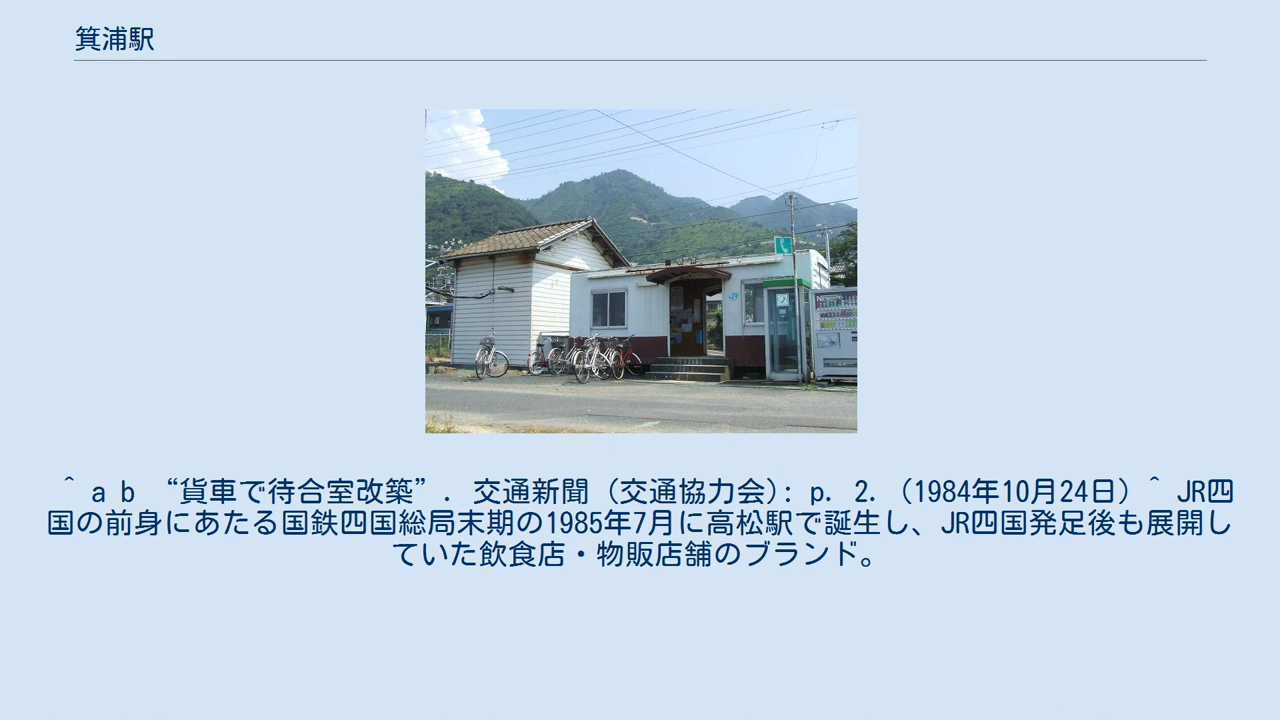 箕浦駅
JR
^ a b “貨車で待合室改築”. 交通新聞 (交通協力会): p. 2. (1984年10月24日) ^ JR四
国の前身にあたる国鉄四国総局末期の1985年7月に高松駅で誕生し、JR四国発足後も展開し
ていた飲食店・物販店舗のブランド。